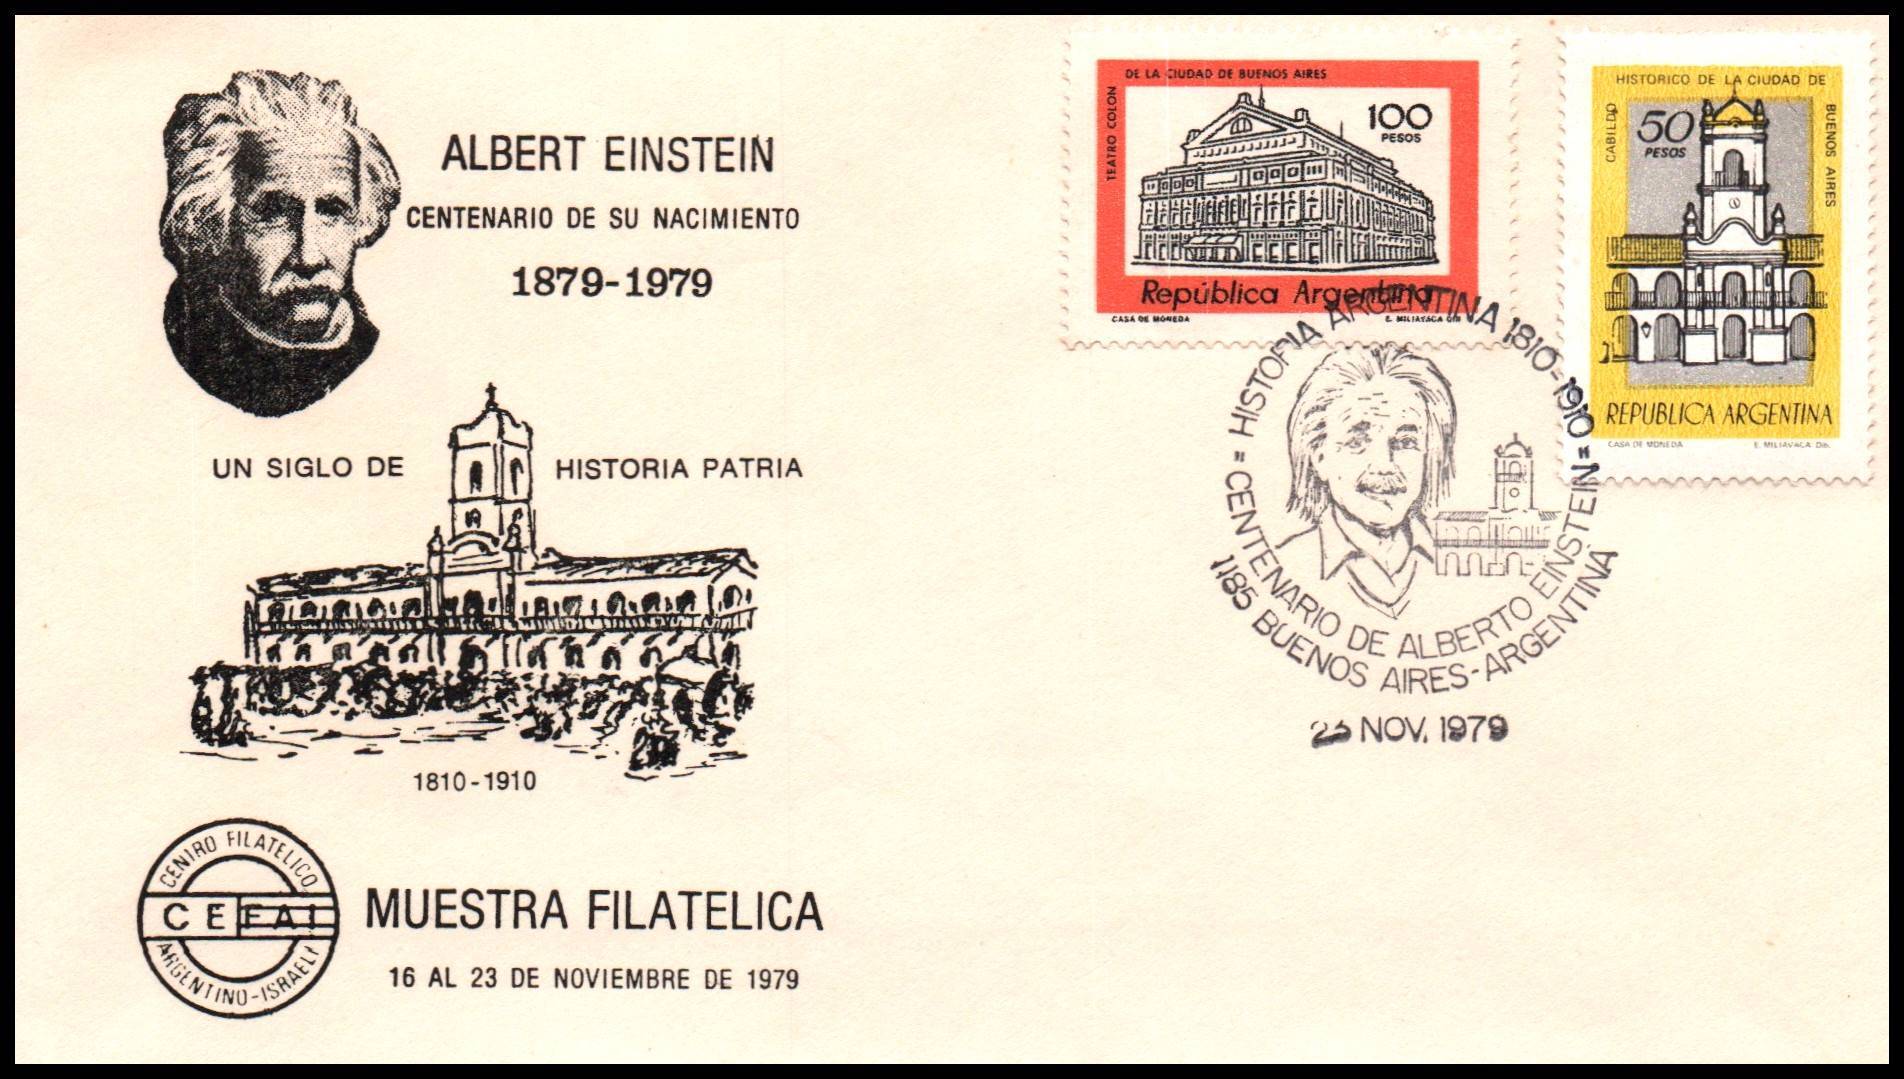 ALBERT EINSTEIN
CENTENARIO DE SU NACIMIENTO
1879-1979
UN SIGLO DE HISTORIA PATRIA
1810-1910
CENTRO FILATELICO
CEFAI
ARGENTINO-ISRAELI
MUESTRA FILATELICA
16 AL 23 DE NOVIEMBRE DE 1979
TEATRO COLON
DE LA CIUDAD DE BUENOS AIRES
100
PESOS
República Argentina
CASA DE MONEDA E. MILIAVACA DIB
CABILDO
HISTORICO DE LA CIUDAD DE
BUENOS AIRES
50
PESOS
REPUBLICA ARGENTINA
CASA DE MONEDA E. MILIAVACA Dib.
=HISTORIA ARGENTINA 1810=1910=
CENTENARIO DE ALBERTO EINSTEIN
1185 BUENOS AIRES-ARGENTINA
23 NOV. 1979